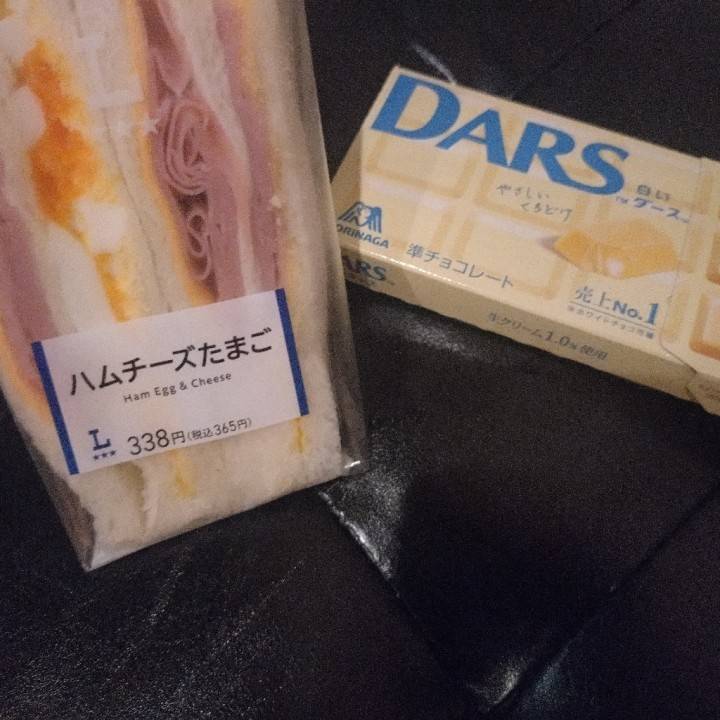 ハムチーズたまご
Ham Egg & Cheese
L
338円(税込365円)
DARS
白い
ダース
やさしい
くちどけ
MORINAGA
準チョコレート
売上No.1
DARS
生クリーム1.0%使用